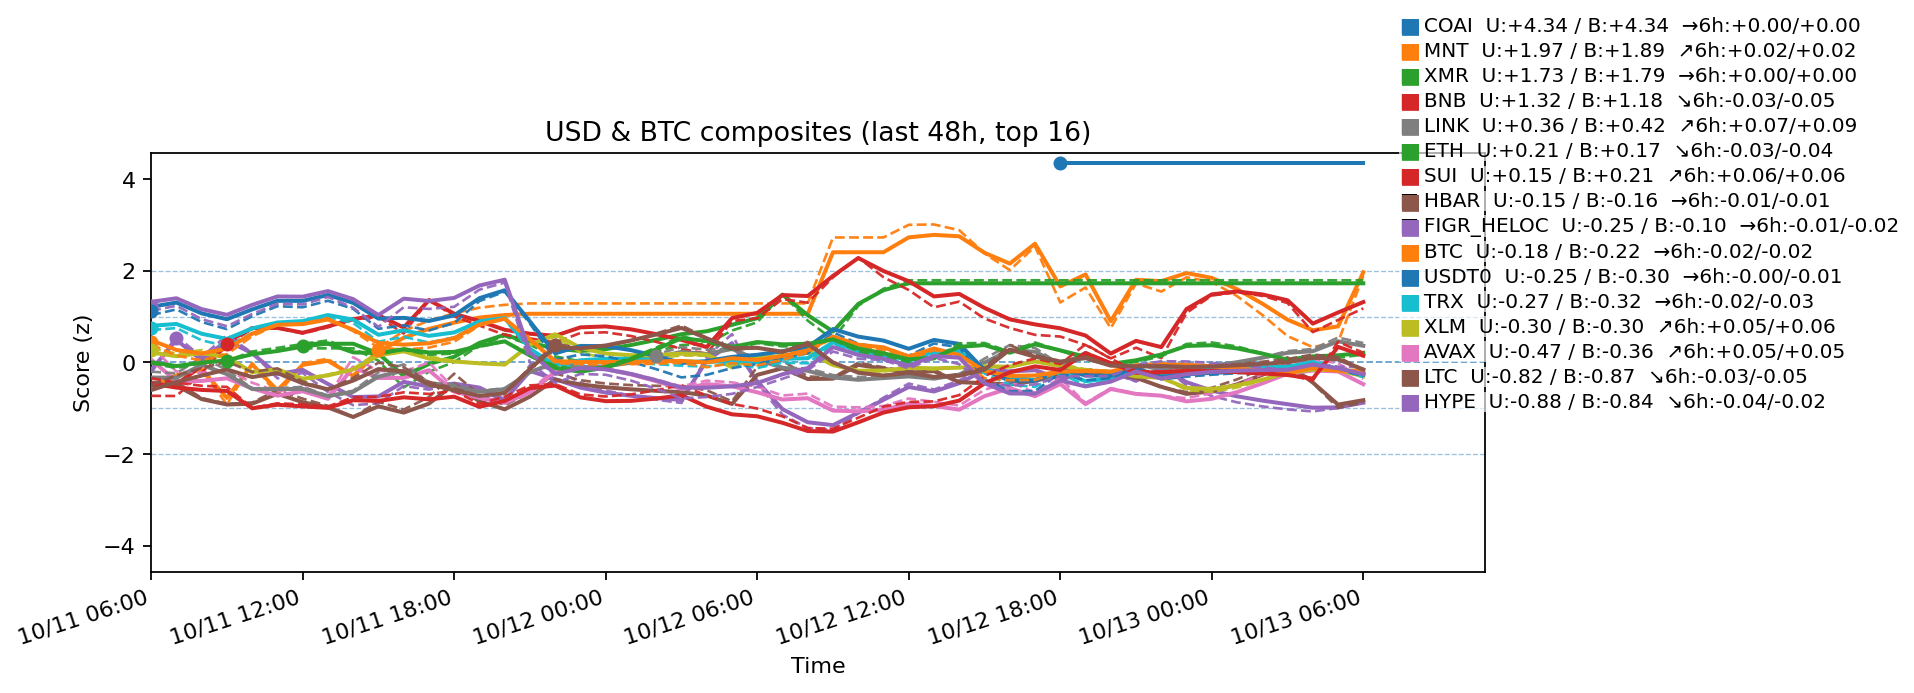 COAI U:+4.34 / B:+4.34 →6h:+0.00/+0.00
MNT U:+1.97 / B:+1.89 ↗6h:+0.02/+0.02
XMR U:+1.73 / B:+1.79 →6h:+0.00/+0.00
BNB U:+1.32 / B:+1.18 ↘6h:-0.03/-0.05
LINK U:+0.36 / B:+0.42 ↗6h:+0.07/+0.09
ETH U:+0.21 / B:+0.17 ↘6h:-0.03/-0.04
SUI U:+0.15 / B:+0.21 ↗6h:+0.06/+0.06
HBAR U:-0.15 / B:-0.16 →6h:-0.01/-0.01
FIGR_HELOC U:-0.25 / B:-0.10 →6h:-0.01/-0.02
BTC U:-0.18 / B:-0.22 →6h:-0.02/-0.02
USDT0 U:-0.25 / B:-0.30 →6h:-0.00/-0.01
TRX U:-0.27 / B:-0.32 →6h:-0.02/-0.03
XLM U:-0.30 / B:-0.30 ↗6h:+0.05/+0.06
AVAX U:-0.47 / B:-0.36 ↗6h:+0.05/+0.05
LTC U:-0.82 / B:-0.87 ↘6h:-0.03/-0.05
HYPE U:-0.88 / B:-0.84 ↘6h:-0.04/-0.02
USD & BTC composites (last 48h, top 16)
Score (z)
4
2
0
−2
−4
10/11 06:00
10/11 12:00
10/11 18:00
10/12 00:00
10/12 06:00
10/12 12:00
10/12 18:00
10/13 00:00
10/13 06:00
Time